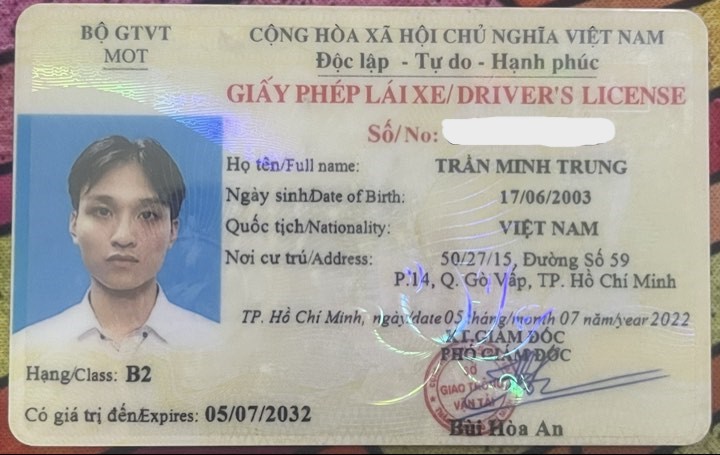 BỘ GTVT
MOT
CỘNG HÒA XÃ HỘI CHỦ NGHĨA VIỆT NAM
Độc lập - Tự do - Hạnh phúc
GIẤY PHÉP LÁI XE/ DRIVER'S LICENSE
Số/No:
Họ tên/Full name: TRẦN MINH TRUNG
Ngày sinh/Date of Birth: 17/06/2003
Quốc tịch/Nationality: VIỆT NAM
Nơi cư trú/Address: 50/27/15, Đường Số 59
P.14, Q. Gò Vấp, TP. Hồ Chí Minh
TP. Hồ Chí Minh, ngày/date 05 tháng/month 07 năm/year 2022
KT.GIÁM ĐỐC
PHÓ GIÁM ĐỐC
SỞ
GIAO THÔNG
VẬN TẢI
Bùi Hòa An
Hạng/Class: B2
Có giá trị đến/Expires: 05/07/2032